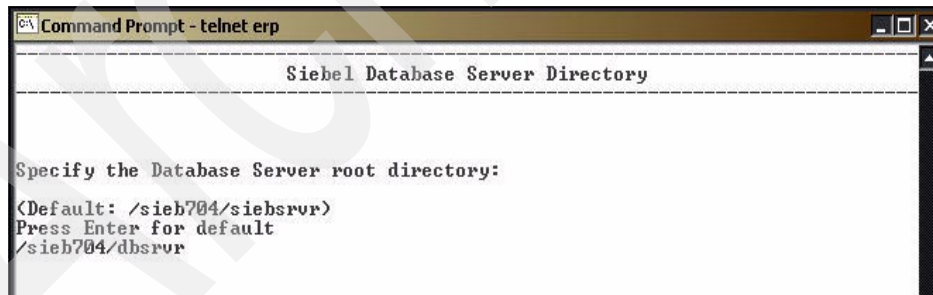 Command Prompt - telnet erp
Siebel Database Server Directory
Specify the Database Server root directory:
(Default: /sieb704/siebsrvr)
Press Enter for default
/sieb704/dbsrvr